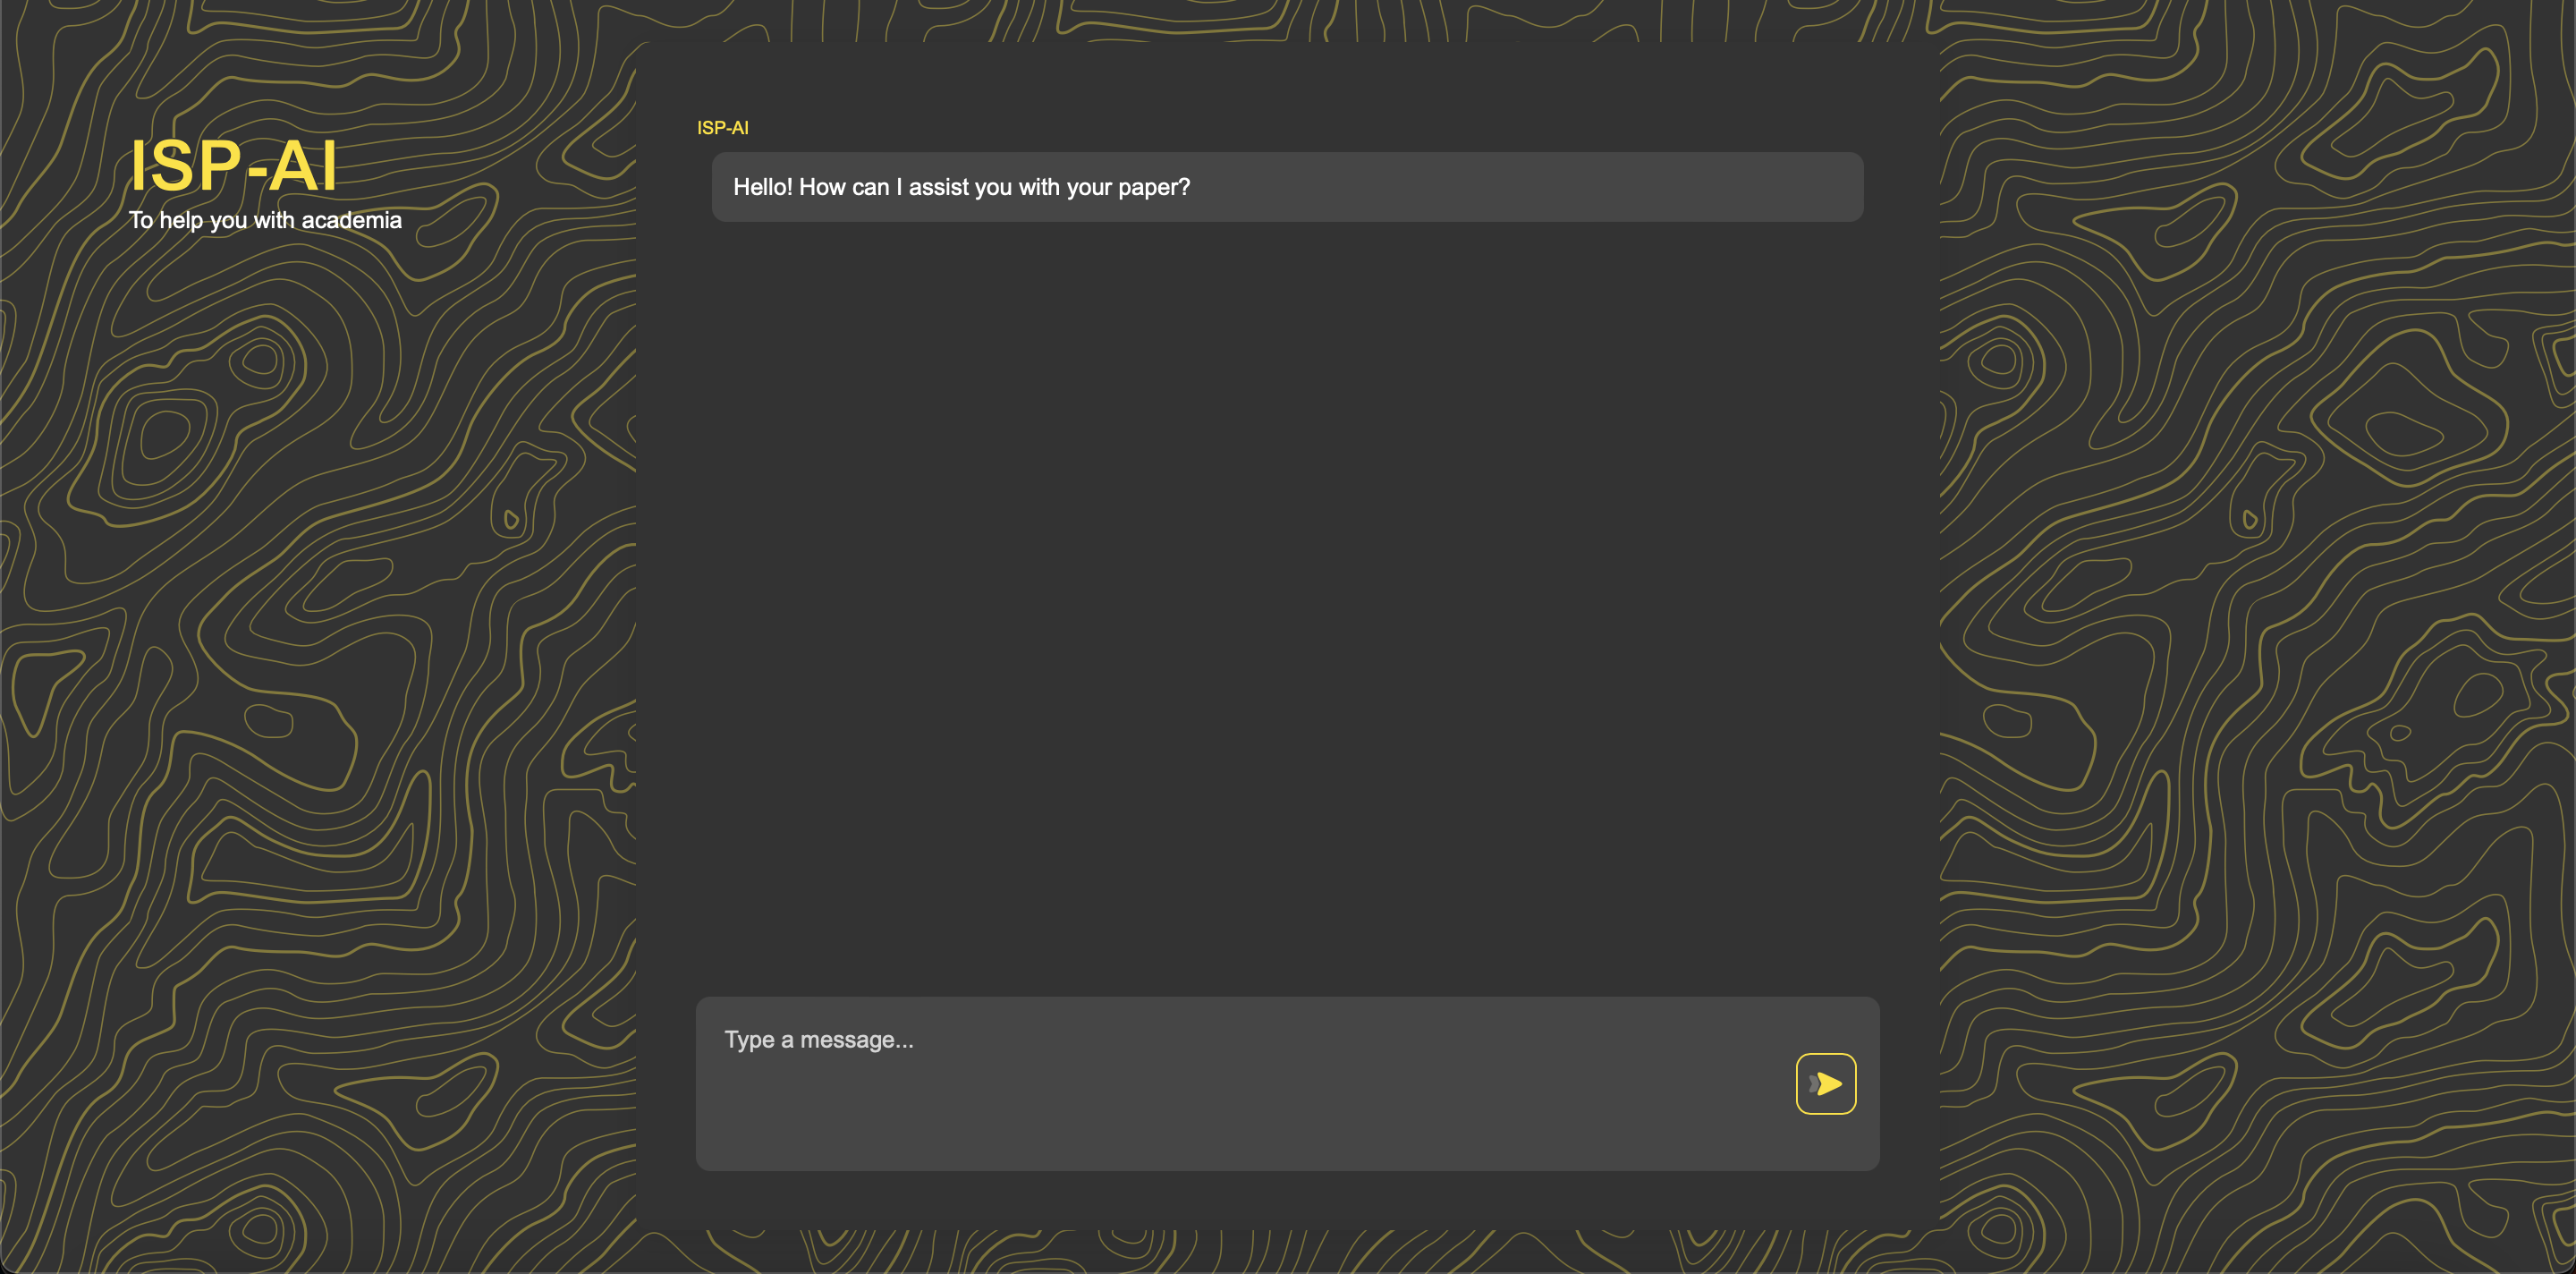 ISP-AI
To help you with academia
ISP-AI
Hello! How can I assist you with your paper?
Type a message...